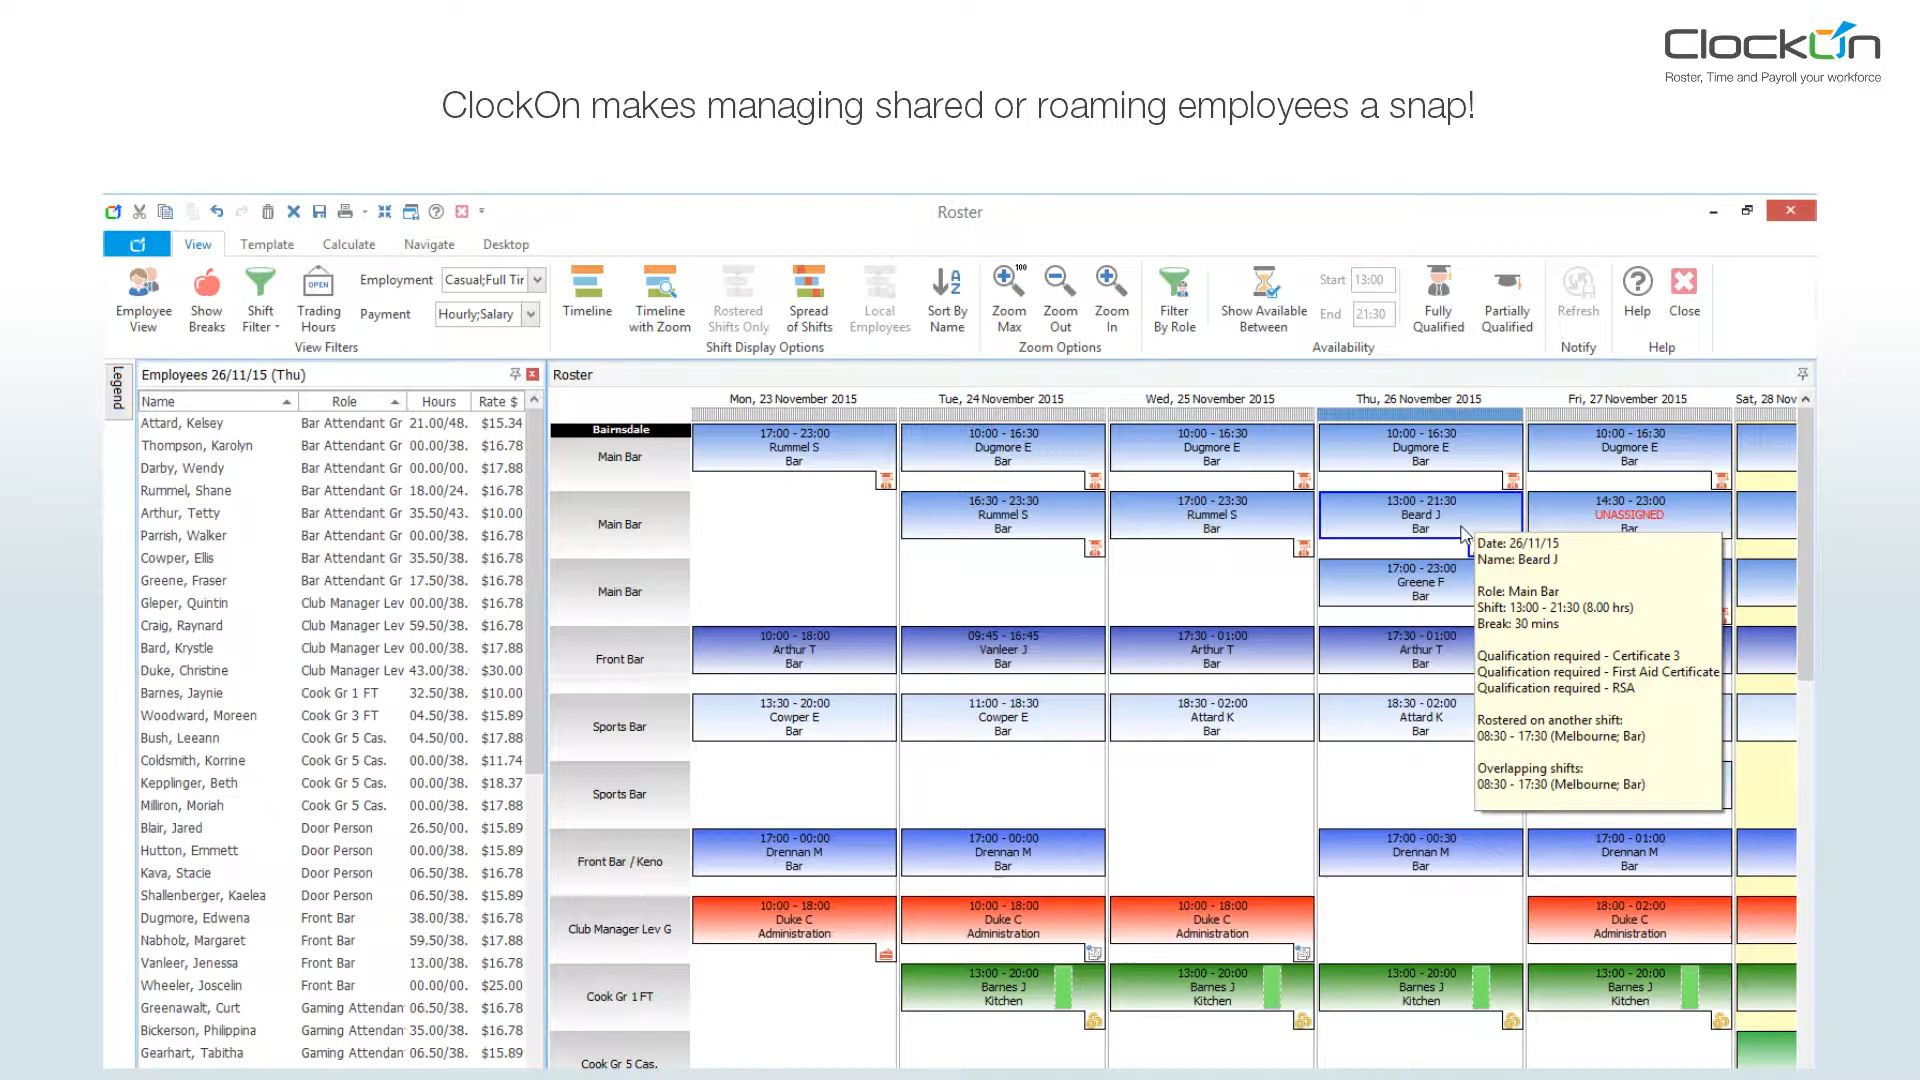 ClockOn
Roster, Time and Payroll your workforce
ClockOn makes managing shared or roaming employees a snap!
Roster
View Template Calculate Navigate Desktop
Employee View
Show Breaks
Shift Filter
OPEN
Trading Hours
Employment Casual;Full Tir
Payment Hourly;Salary
View Filters
Timeline
Timeline with Zoom
Rostered Shifts Only
Spread of Shifts
Local Employees
Sort By Name
Shift Display Options
100
Zoom Max
Zoom Out
Zoom In
Zoom Options
Filter By Role
Show Available Between
Start 13:00
End 21:30
Fully Qualified
Partially Qualified
Availability
Refresh
Notify
Help
Close
Help
Legend
Employees 26/11/15 (Thu)
Name Role Hours Rate $
Attard, Kelsey Bar Attendant Gr 21.00/48. $15.34
Thompson, Karolyn Bar Attendant Gr 00.00/38. $16.78
Darby, Wendy Bar Attendant Gr 00.00/00. $17.88
Rummel, Shane Bar Attendant Gr 18.00/24. $16.78
Arthur, Tetty Bar Attendant Gr 35.50/43. $10.00
Parrish, Walker Bar Attendant Gr 00.00/38. $16.78
Cowper, Ellis Bar Attendant Gr 35.50/38. $16.78
Greene, Fraser Bar Attendant Gr 17.50/38. $16.78
Gleper, Quintin Club Manager Lev 00.00/38. $16.78
Craig, Raynard Club Manager Lev 59.50/38. $16.78
Bard, Krystle Club Manager Lev 00.00/38. $17.88
Duke, Christine Club Manager Lev 43.00/38. $30.00
Barnes, Jaynie Cook Gr 1 FT 32.50/38. $10.00
Woodward, Moreen Cook Gr 3 FT 04.50/38. $15.89
Bush, Leeann Cook Gr 5 Cas. 04.50/00. $17.88
Coldsmith, Korrine Cook Gr 5 Cas. 00.00/38. $11.74
Kepplinger, Beth Cook Gr 5 Cas. 00.00/38. $18.37
Milliron, Moriah Cook Gr 5 Cas. 00.00/38. $17.88
Blair, Jared Door Person 26.50/00. $15.89
Hutton, Emmett Door Person 00.00/38. $15.89
Kava, Stacie Door Person 06.50/38. $16.78
Shallenberger, Kaelea Door Person 06.50/38. $15.89
Dugmore, Edwena Front Bar 38.00/38. $16.78
Nabholz, Margaret Front Bar 59.50/38. $17.88
Vanleer, Jenessa Front Bar 13.00/38. $16.78
Wheeler, Joscelin Front Bar 00.00/00. $25.00
Greenawalt, Curt Gaming Attendan 06.50/38. $16.78
Bickerson, Philippina Gaming Attendan 35.00/38. $16.78
Gearhart, Tabitha Gaming Attendan 06.50/38. $15.89
Roster
Mon, 23 November 2015 Tue, 24 November 2015 Wed, 25 November 2015 Thu, 26 November 2015 Fri, 27 November 2015 Sat, 28 Nov
Bairnsdale
17:00 - 23:00 10:00 - 16:30 10:00 - 16:30 10:00 - 16:30 10:00 - 16:30
Main Bar Rummel S Dugmore E Dugmore E Dugmore E Dugmore E
Bar Bar Bar Bar Bar
16:30 - 23:30 17:00 - 23:30 13:00 - 21:30 14:30 - 23:00
Main Bar Rummel S Rummel S Beard J UNASSIGNED
Bar Bar Bar Bar
17:00 - 23:00
Main Bar Greene F
Bar
10:00 - 18:00 09:45 - 16:45 17:30 - 01:00 17:30 - 01:00
Front Bar Arthur T Vanleer J Arthur T Arthur T
Bar Bar Bar Bar
13:30 - 20:00 11:00 - 18:30 18:30 - 02:00 18:30 - 02:00
Sports Bar Cowper E Cowper E Attard K Attard K
Bar Bar Bar Bar
Sports Bar
17:00 - 00:00 17:00 - 00:00 17:00 - 00:30 17:00 - 01:00
Front Bar / Keno Drennan M Drennan M Drennan M Drennan M
Bar Bar Bar Bar
10:00 - 18:00 10:00 - 18:00 10:00 - 18:00 18:00 - 02:00
Club Manager Lev G Duke C Duke C Duke C Duke C
Administration Administration Administration Administration
13:00 - 20:00 13:00 - 20:00 13:00 - 20:00 13:00 - 20:00
Cook Gr 1 FT Barnes J Barnes J Barnes J Barnes J
Kitchen Kitchen Kitchen Kitchen
Cook Gr 5 Cas.
Date: 26/11/15
Name: Beard J
Role: Main Bar
Shift: 13:00 - 21:30 (8.00 hrs)
Break: 30 mins
Qualification required - Certificate 3
Qualification required - First Aid Certificate
Qualification required - RSA
Rostered on another shift:
08:30 - 17:30 (Melbourne; Bar)
Overlapping shifts:
08:30 - 17:30 (Melbourne; Bar)